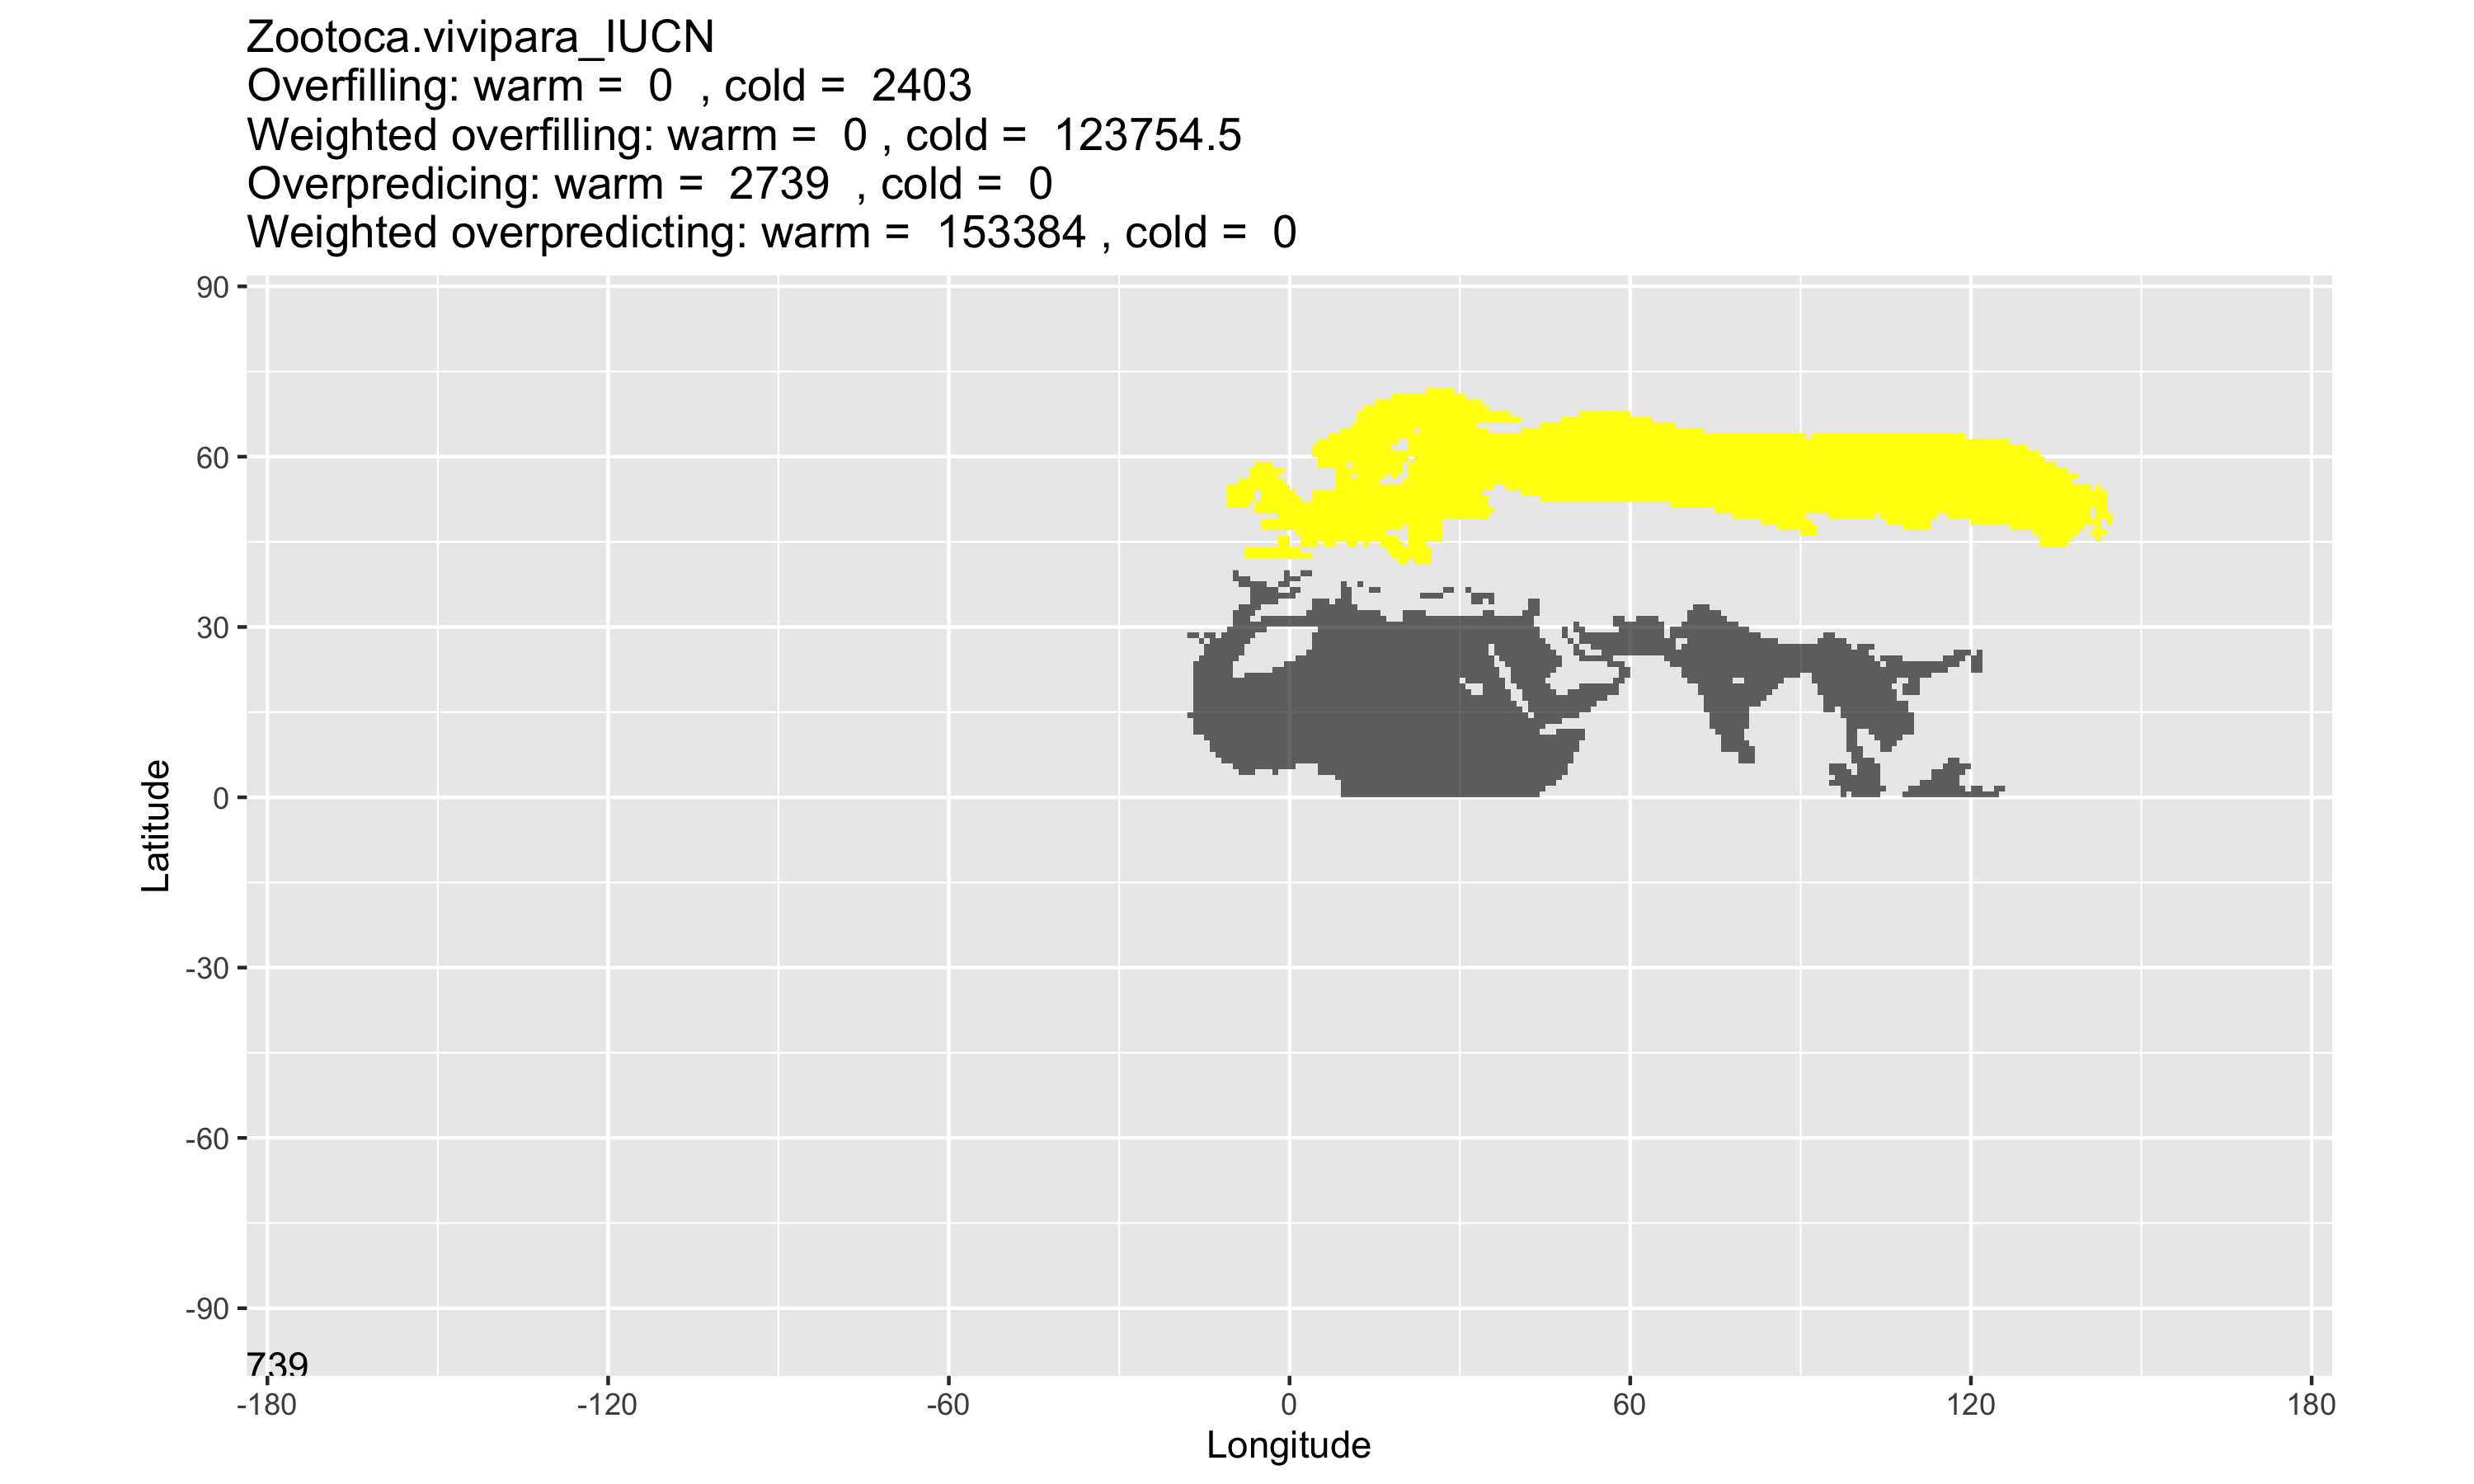 Zootoca.vivipara_IUCN
Overfilling: warm = 0 , cold = 2403
Weighted overfilling: warm = 0 , cold = 123754.5
Overpredicing: warm = 2739 , cold = 0
Weighted overpredicting: warm = 153384 , cold = 0
90
60
30
0
-30
-60
-90
Latitude
739
-180 -120 -60 0 60 120 180
Longitude